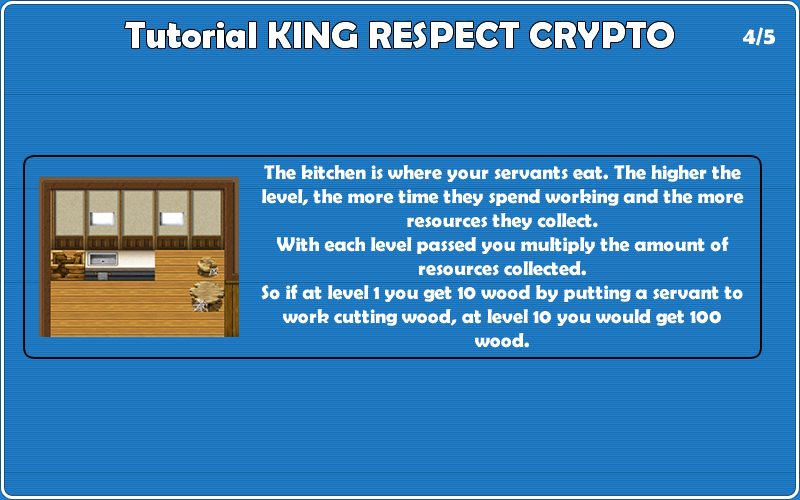 Tutorial KING RESPECT CRYPTO
4/5
The kitchen is where your servants eat. The higher the
level, the more time they spend working and the more
resources they collect.
With each level passed you multiply the amount of
resources collected.
So if at level 1 you get 10 wood by putting a servant to
work cutting wood, at level 10 you would get 100
wood.